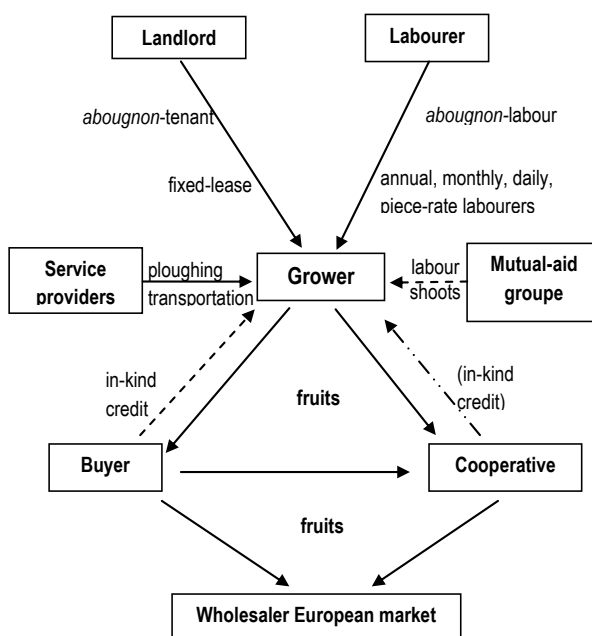 Landlord
Labourer
abougnon-tenant
abougnon-labour
fixed-lease
annual, monthly, daily,
piece-rate labourers
Service
providers
ploughing
transportation
Grower
labour
shoots
Mutual-aid
groupe
in-kind
credit
fruits
(in-kind
credit)
Buyer
Cooperative
fruits
Wholesaler European market